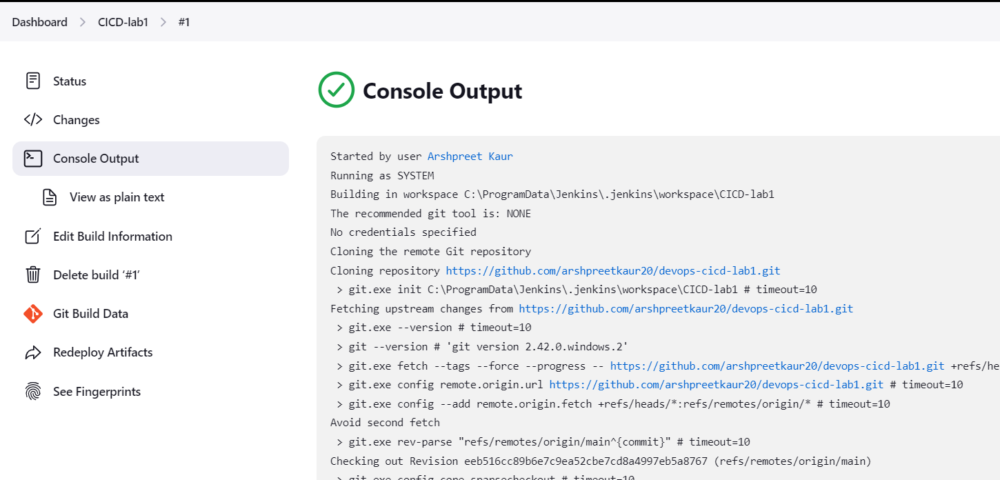 Dashboard > CICD-lab1 > #1
Status
Changes
Console Output
View as plain text
Edit Build Information
Delete build ‘#1’
Git Build Data
Redeploy Artifacts
See Fingerprints
Console Output
Started by user Arshpreet Kaur
Running as SYSTEM
Building in workspace C:\ProgramData\Jenkins\.jenkins\workspace\CICD-lab1
The recommended git tool is: NONE
No credentials specified
Cloning the remote Git repository
Cloning repository https://github.com/arshpreetkaur20/devops-cicd-lab1.git
> git.exe init C:\ProgramData\Jenkins\.jenkins\workspace\CICD-lab1 # timeout=10
Fetching upstream changes from https://github.com/arshpreetkaur20/devops-cicd-lab1.git
> git.exe --version # timeout=10
> git --version # 'git version 2.42.0.windows.2'
> git.exe fetch --tags --force --progress -- https://github.com/arshpreetkaur20/devops-cicd-lab1.git +refs/he
> git.exe config remote.origin.url https://github.com/arshpreetkaur20/devops-cicd-lab1.git # timeout=10
> git.exe config --add remote.origin.fetch +refs/heads/*:refs/remotes/origin/* # timeout=10
Avoid second fetch
> git.exe rev-parse "refs/remotes/origin/main^{commit}" # timeout=10
Checking out Revision eeb516cc89b6e7c9ea52cbe7cd8a4997eb5a8767 (refs/remotes/origin/main)
> git.exe config core.sparsecheckout # timeout=10